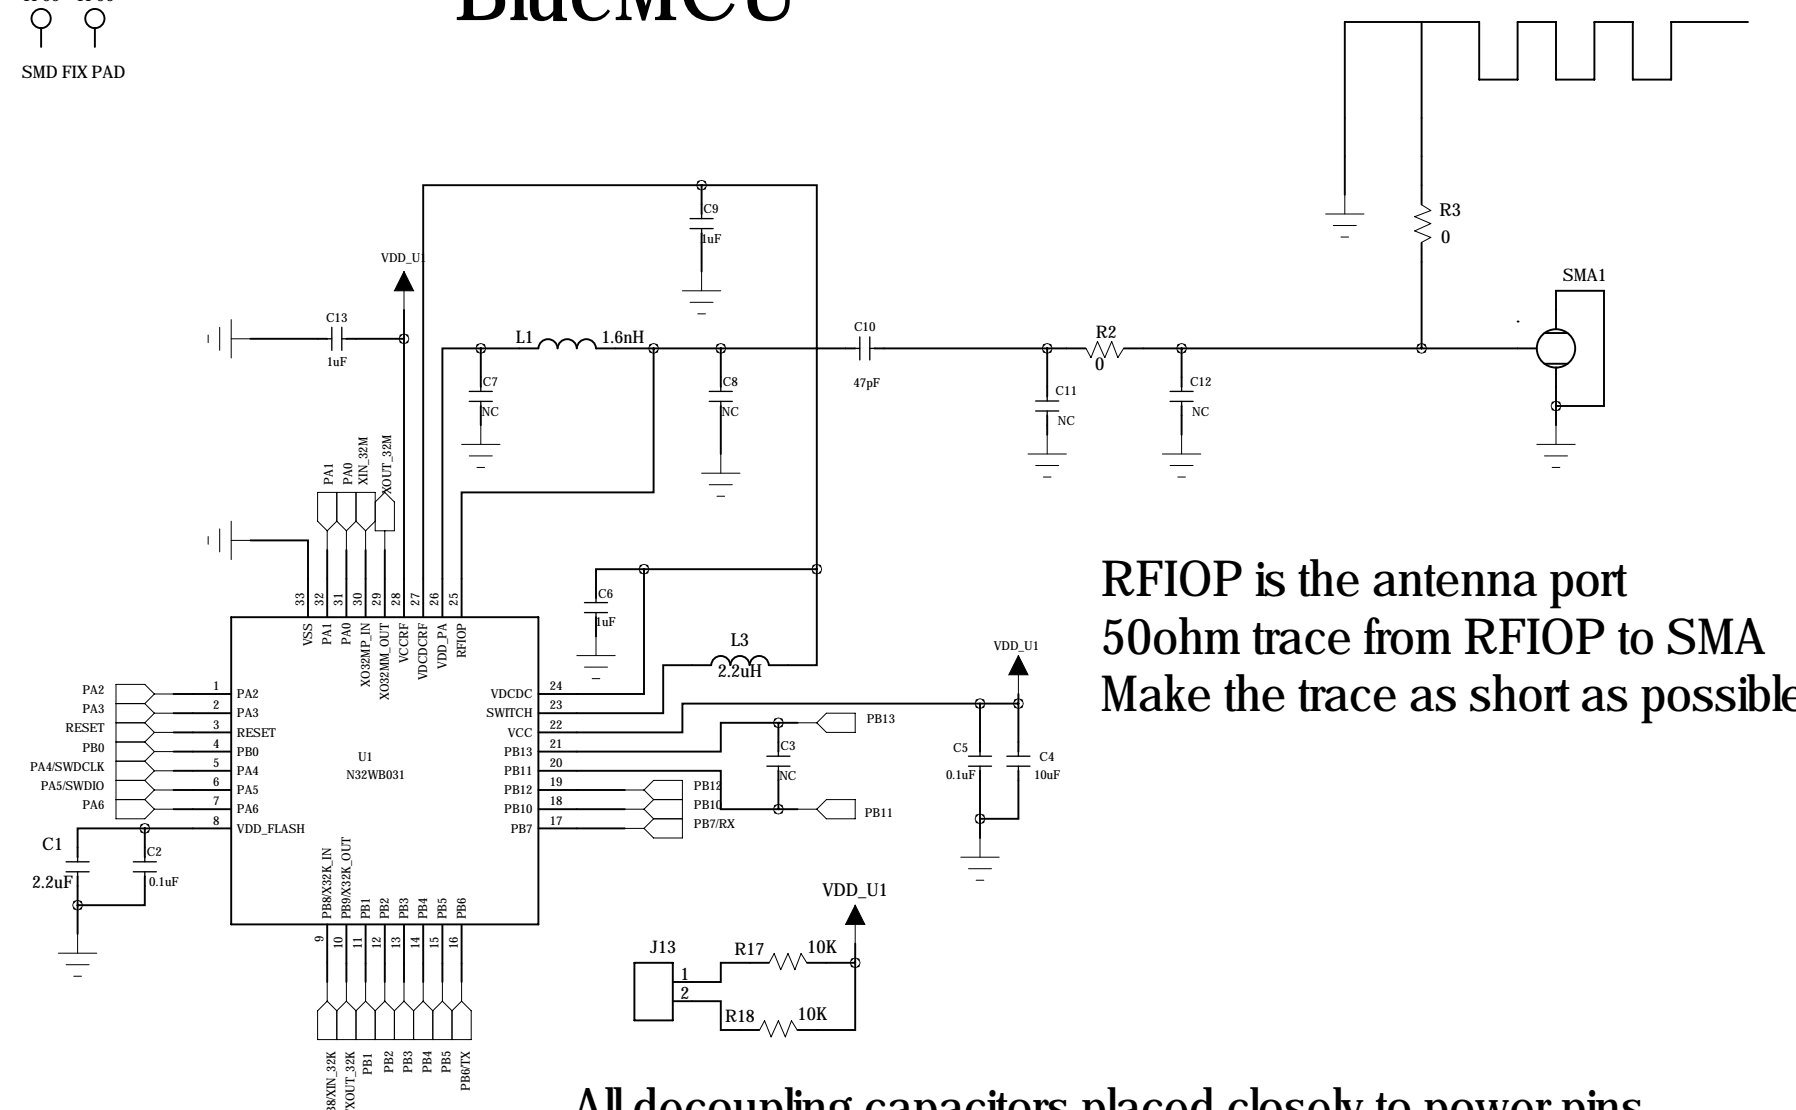 BlueMCU
SMD FIX PAD
C9
1uF
R3
0
VDD_U1
SMA1
C13
1uF
L1
1.6nH
C10
47pF
R2
0
C7
NC
C8
NC
C11
NC
C12
NC
PA1
PA0
XIN_32M
XOUT_32M
RFIOP is the antenna port
50ohm trace from RFIOP to SMA
Make the trace as short as possible
33
32
31
30
29
28
27
26
25
VSS
PA1
PA0
XO32MP_IN
XO32MM_OUT
VCCRF
VDCDCRF
VDD_PA
RFIOP
C6
1uF
L3
2.2uH
VDD_U1
PA2
1
PA2
PA3
2
PA3
RESET
3
RESET
PB0
4
PB0
PA4/SWDCLK
5
PA4
PA5/SWDIO
6
PA5
PA6
7
PA6
8
VDD_FLASH
U1
N32WB031
VDCDC
24
SWITCH
23
VCC
22
PB13
21
PB11
20
PB12
19
PB10
18
PB7
17
PB13
C3
NC
PB12
PB10
PB7/RX
PB11
C5
0.1uF
C4
10uF
C1
2.2uF
C2
0.1uF
PB8/X32K_IN
PB9/X32K_OUT
PB1
PB2
PB3
PB4
PB5
PB6
9
10
11
12
13
14
15
16
PB1
PB2
PB3
PB4
PB5
PB6/TX
VDD_U1
J13
1
2
R17
10K
R18
10K
All decoupling capacitors placed closely to power pins